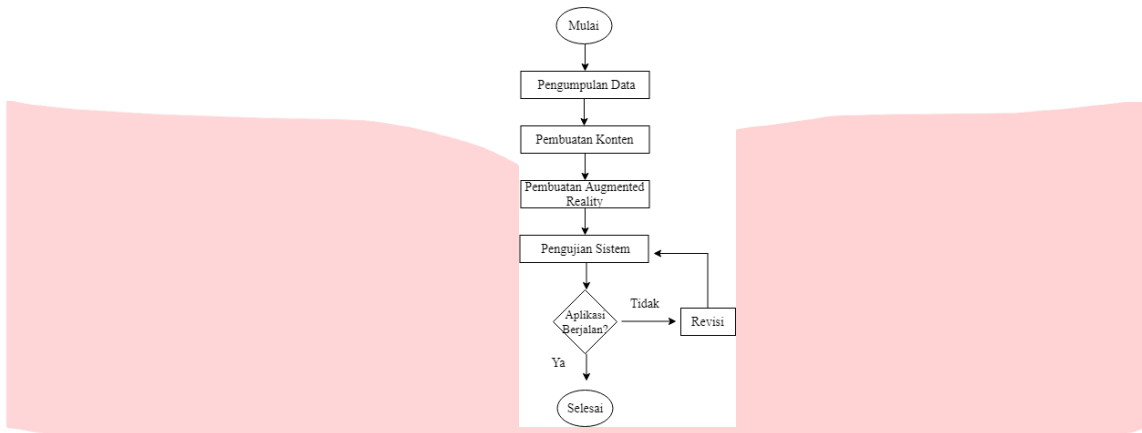 Mulai
Pengumpulan Data
Pembuatan Konten
Pembuatan Augmented
Reality
Pengujian Sistem
Tidak
Aplikasi
Berjalan?
Revisi
Ya
Selesai